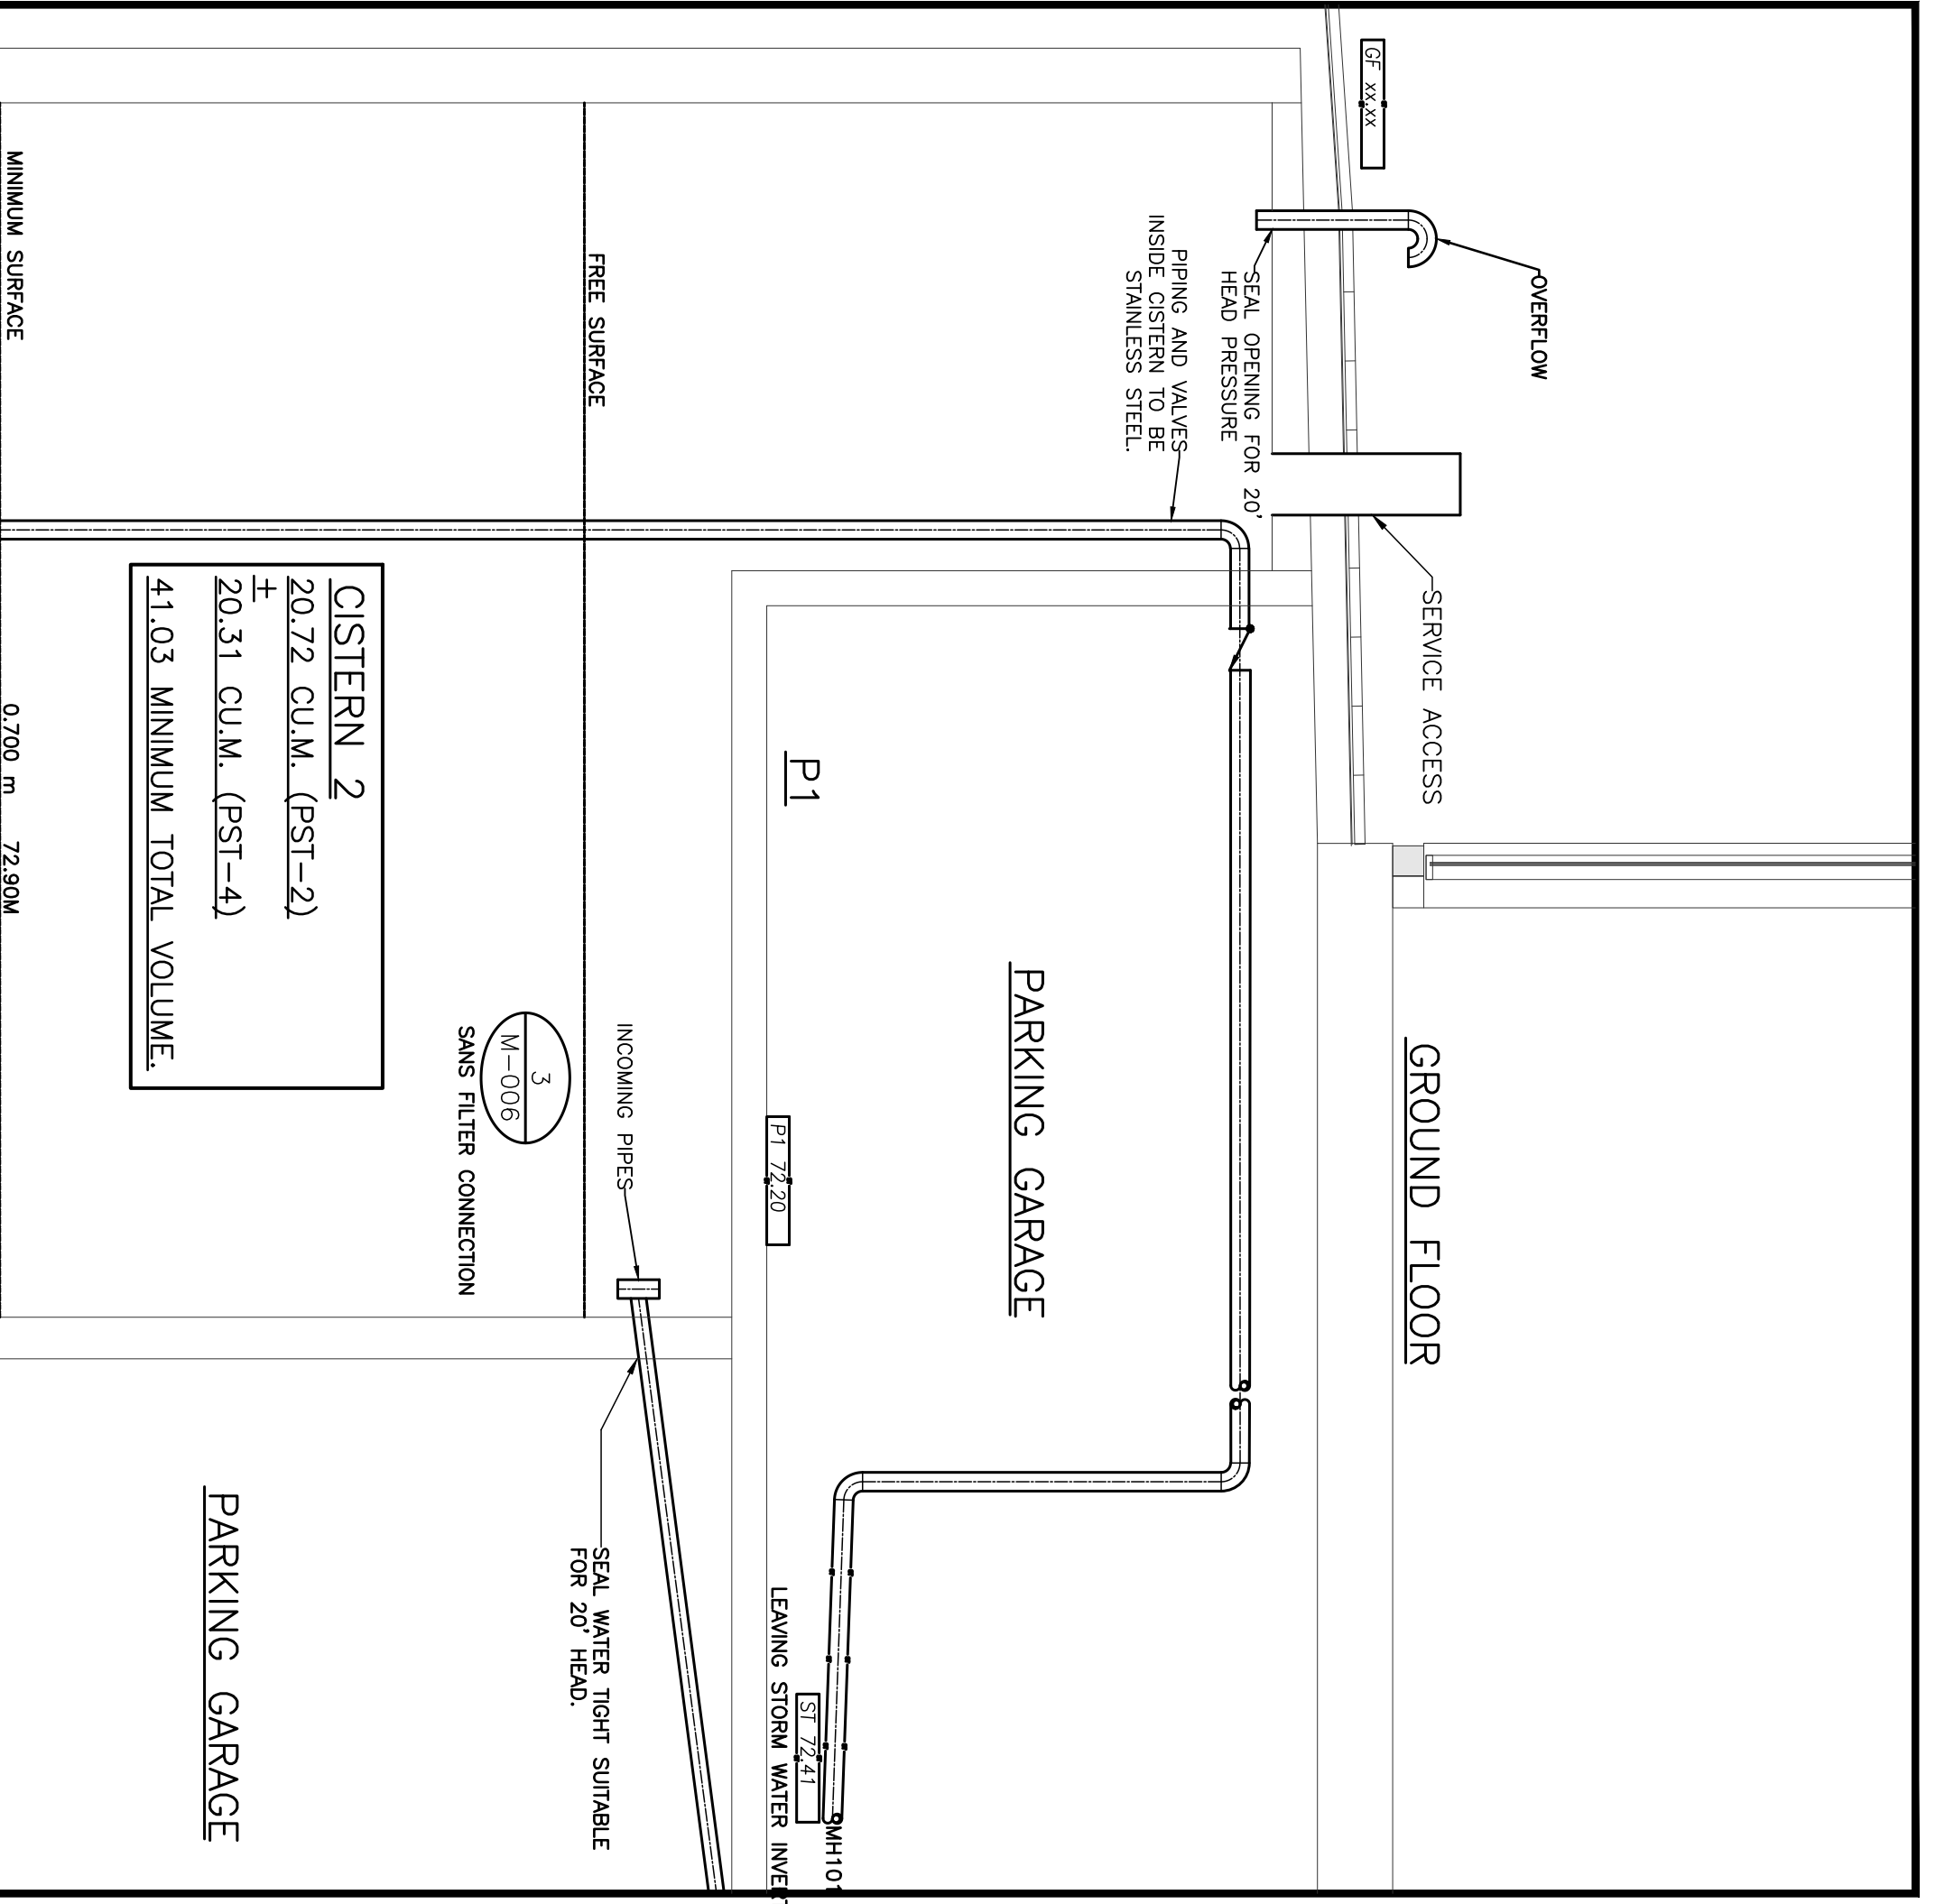 GF xx.xx
OVERFLOW
SEAL OPENING FOR 20'
HEAD PRESSURE
PIPING AND VALVES
INSIDE CISTERN TO BE
STAINLESS STEEL.
SERVICE ACCESS
GROUND FLOOR
FREE SURFACE
P1
PARKING GARAGE
P1 72.20
ST 72.41
MH101
LEAVING STORM WATER
INCOMING PIPES
SEAL WATER TIGHT SUITABLE
FOR 20' HEAD.
3
M-006
SANS FILTER CONNECTION
CISTERN 2
20.72 CU.M. (PST-2)
+
20.31 CU.M. (PST-4)
41.03 MINIMUM TOTAL VOLUME.
PARKING GARAGE
MINIMUM SURFACE
0.700 m 72.90M